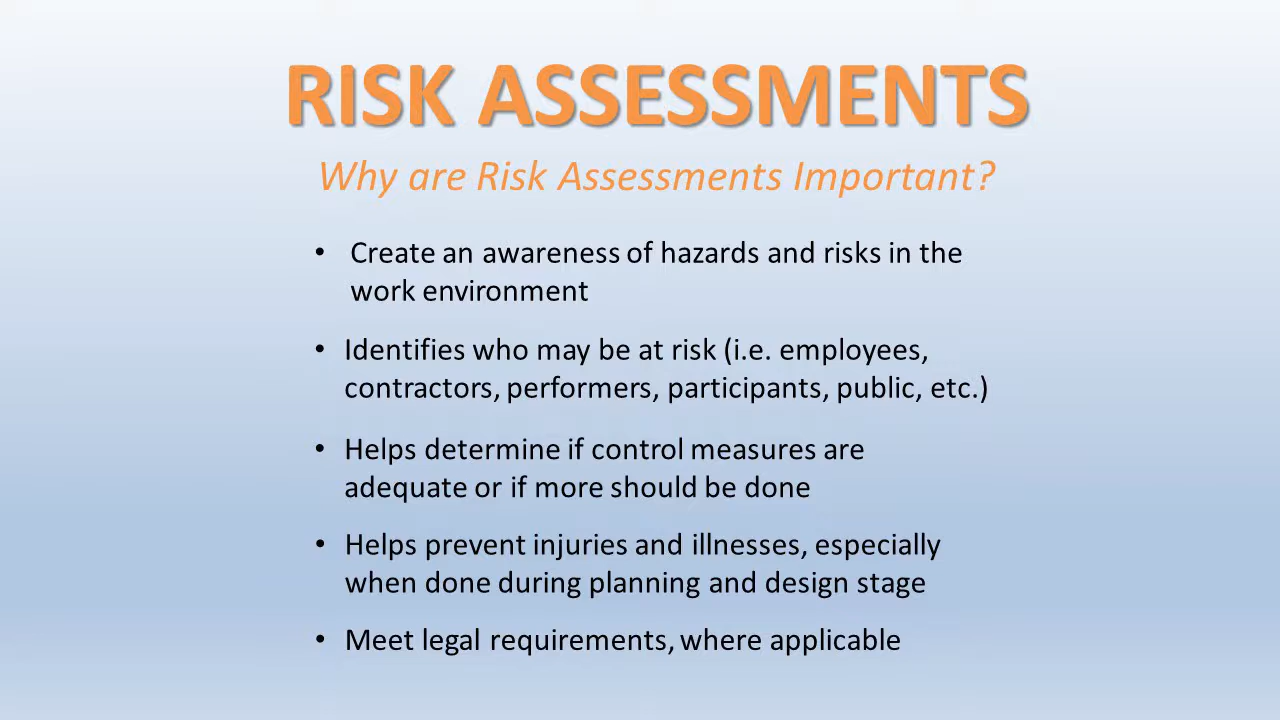 RISK ASSESSMENTS
Why are Risk Assessments Important?
• Create an awareness of hazards and risks in the
work environment
• Identifies who may be at risk (i.e. employees,
contractors, performers, participants, public, etc.)
• Helps determine if control measures are
adequate or if more should be done
• Helps prevent injuries and illnesses, especially
when done during planning and design stage
• Meet legal requirements, where applicable